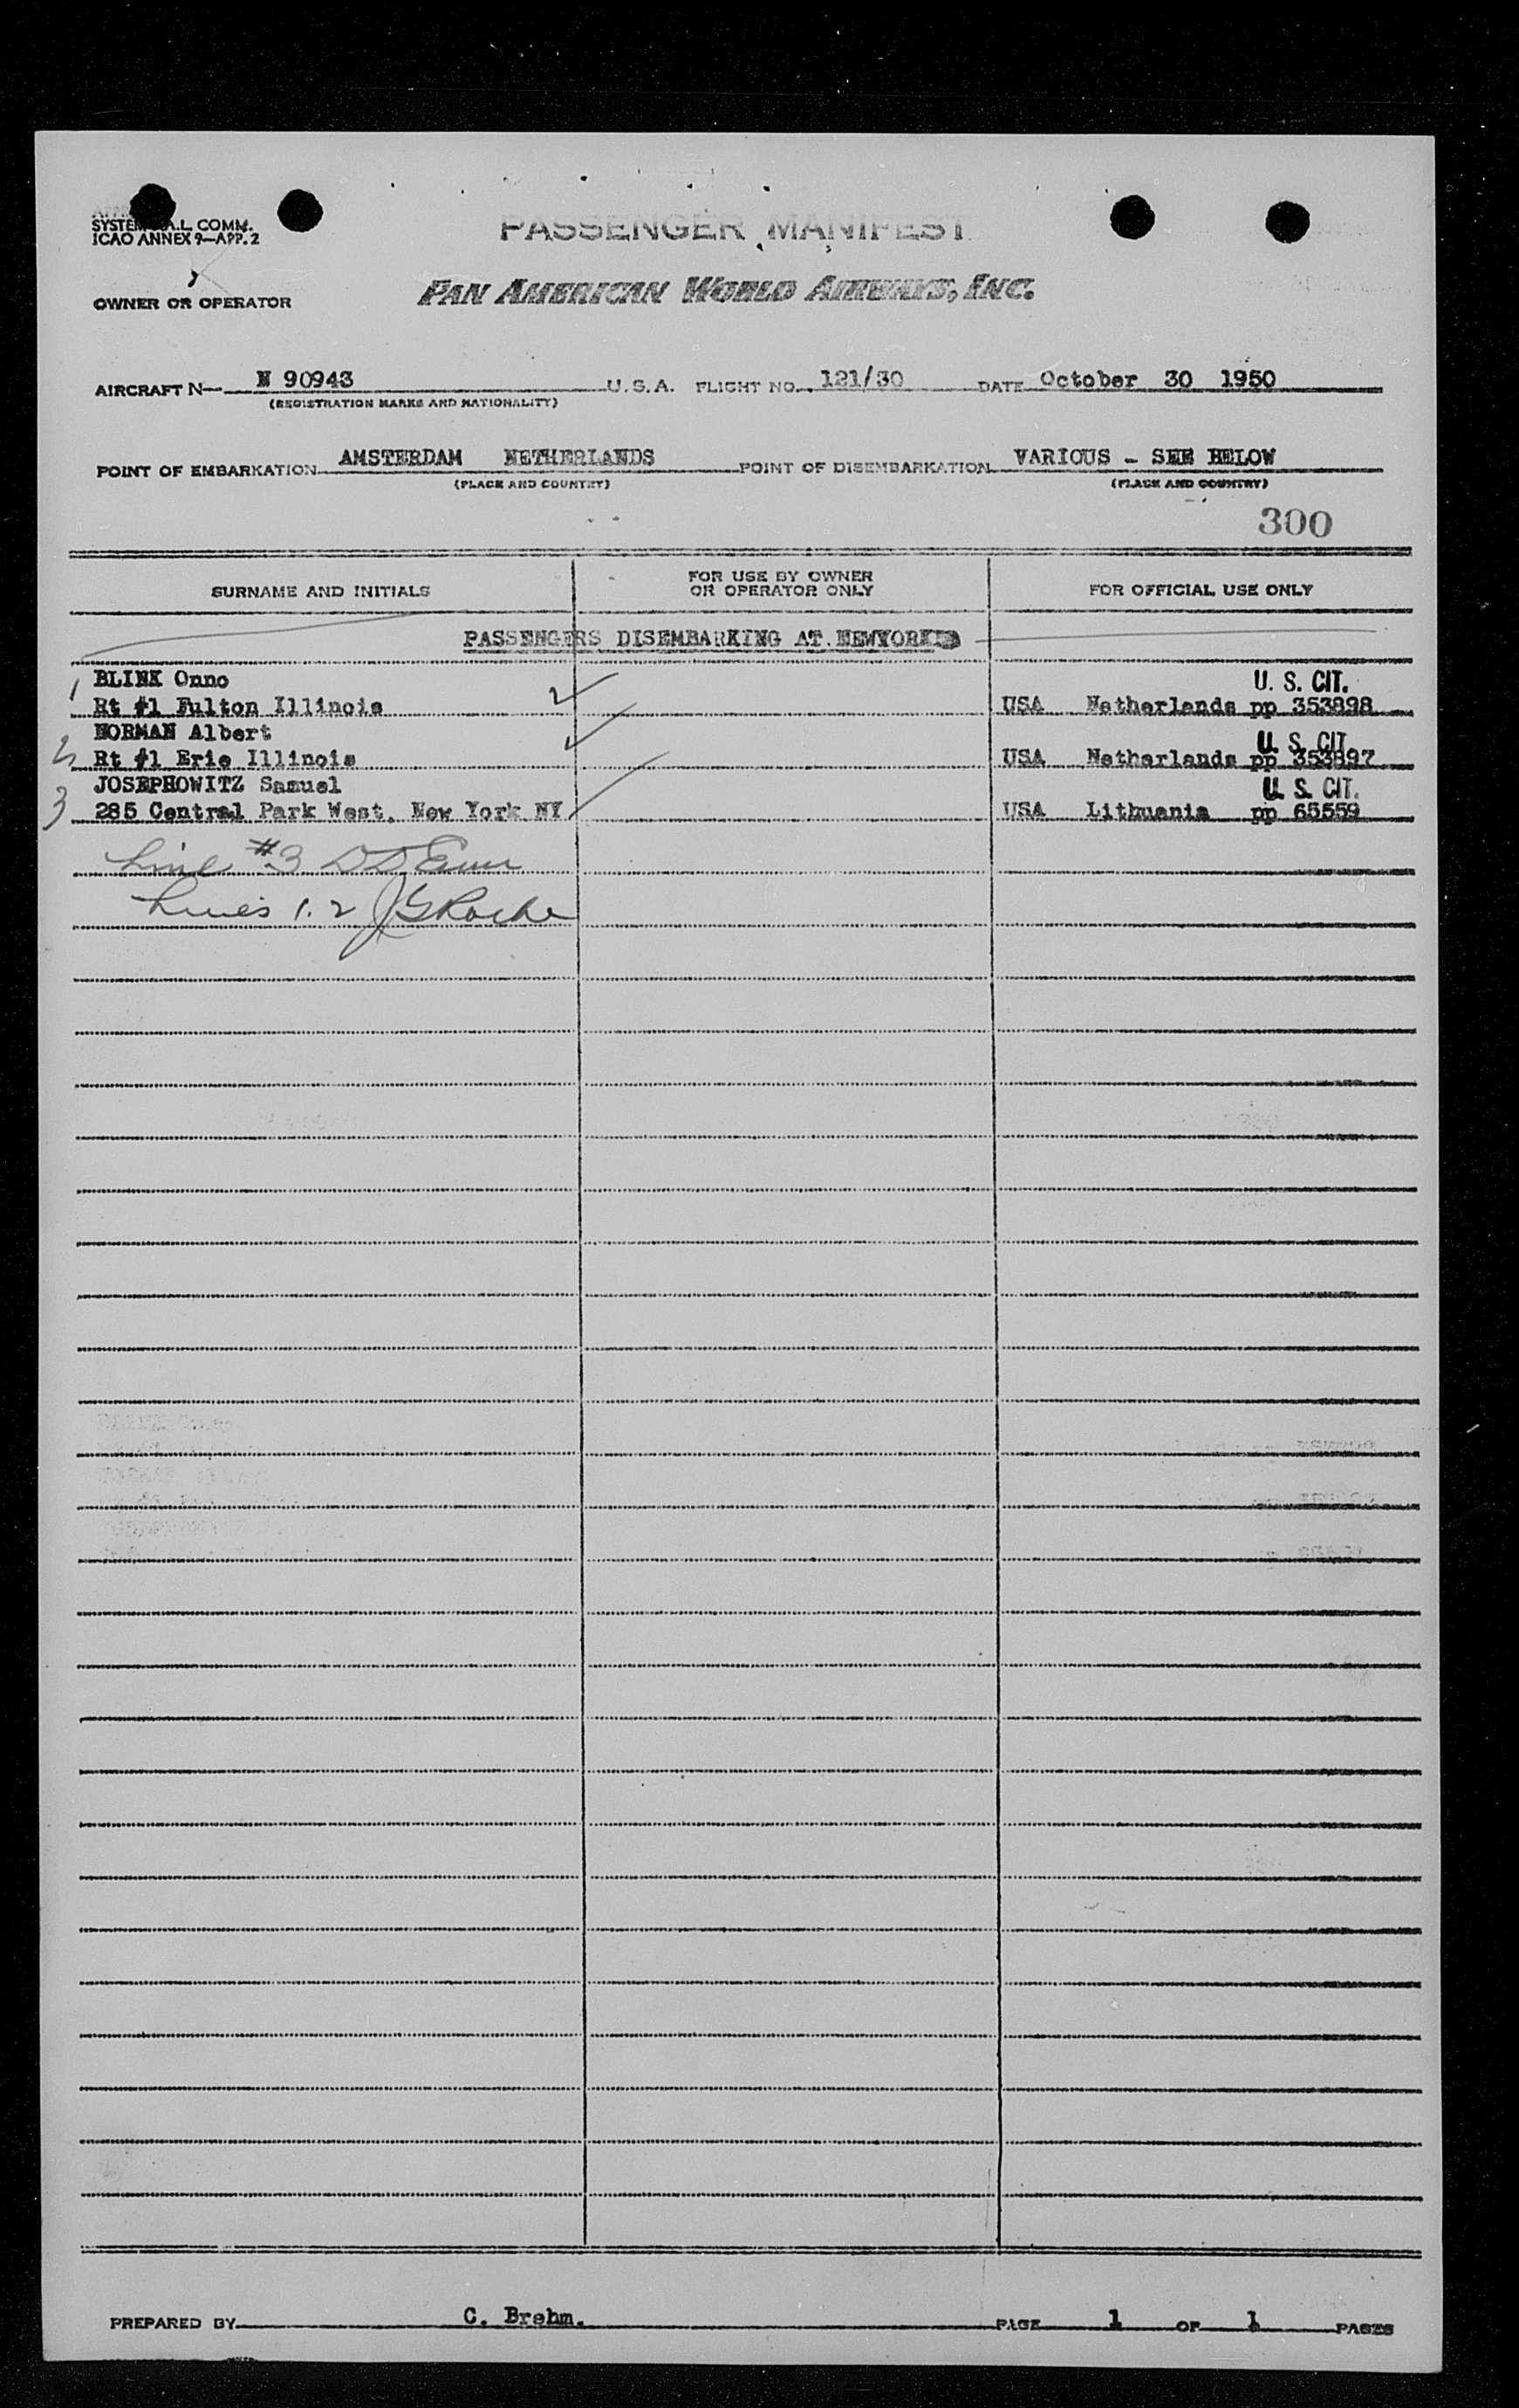 SYSTEM A.L. COMM.
ICAO ANNEX 9—APP. 2
PASSENGER MANIFEST
OWNER OR OPERATOR
PAN AMERICAN WORLD AIRWAYS, INC.
AIRCRAFT N— N 90943 U.S.A. FLIGHT NO. 121/30 DATE October 30 1950
(REGISTRATION MARKS AND NATIONALITY)
POINT OF EMBARKATION AMSTERDAM NETHERLANDS POINT OF DISEMBARKATION VARIOUS - SEE BELOW
(PLACE AND COUNTRY) (PLACE AND COUNTRY)
300
SURNAME AND INITIALS FOR USE BY OWNER OR OPERATOR ONLY FOR OFFICIAL USE ONLY
PASSENGERS DISEMBARKING AT NEWYORK
BLINK Onno U. S. CIT.
1 Rt #1 Fulton Illinois USA Netherlands pp 353898
NORMAN Albert U. S. CIT.
2 Rt #1 Erie Illinois USA Netherlands pp 353897
JOSEPHOWITZ Samuel U. S. CIT.
3 285 Central Park West, New York NY USA Lithuania pp 65559
Line #3
Lines 1. 2 JGRoche
PREPARED BY C. Brehm. PAGE 1 OF 1 PAGES